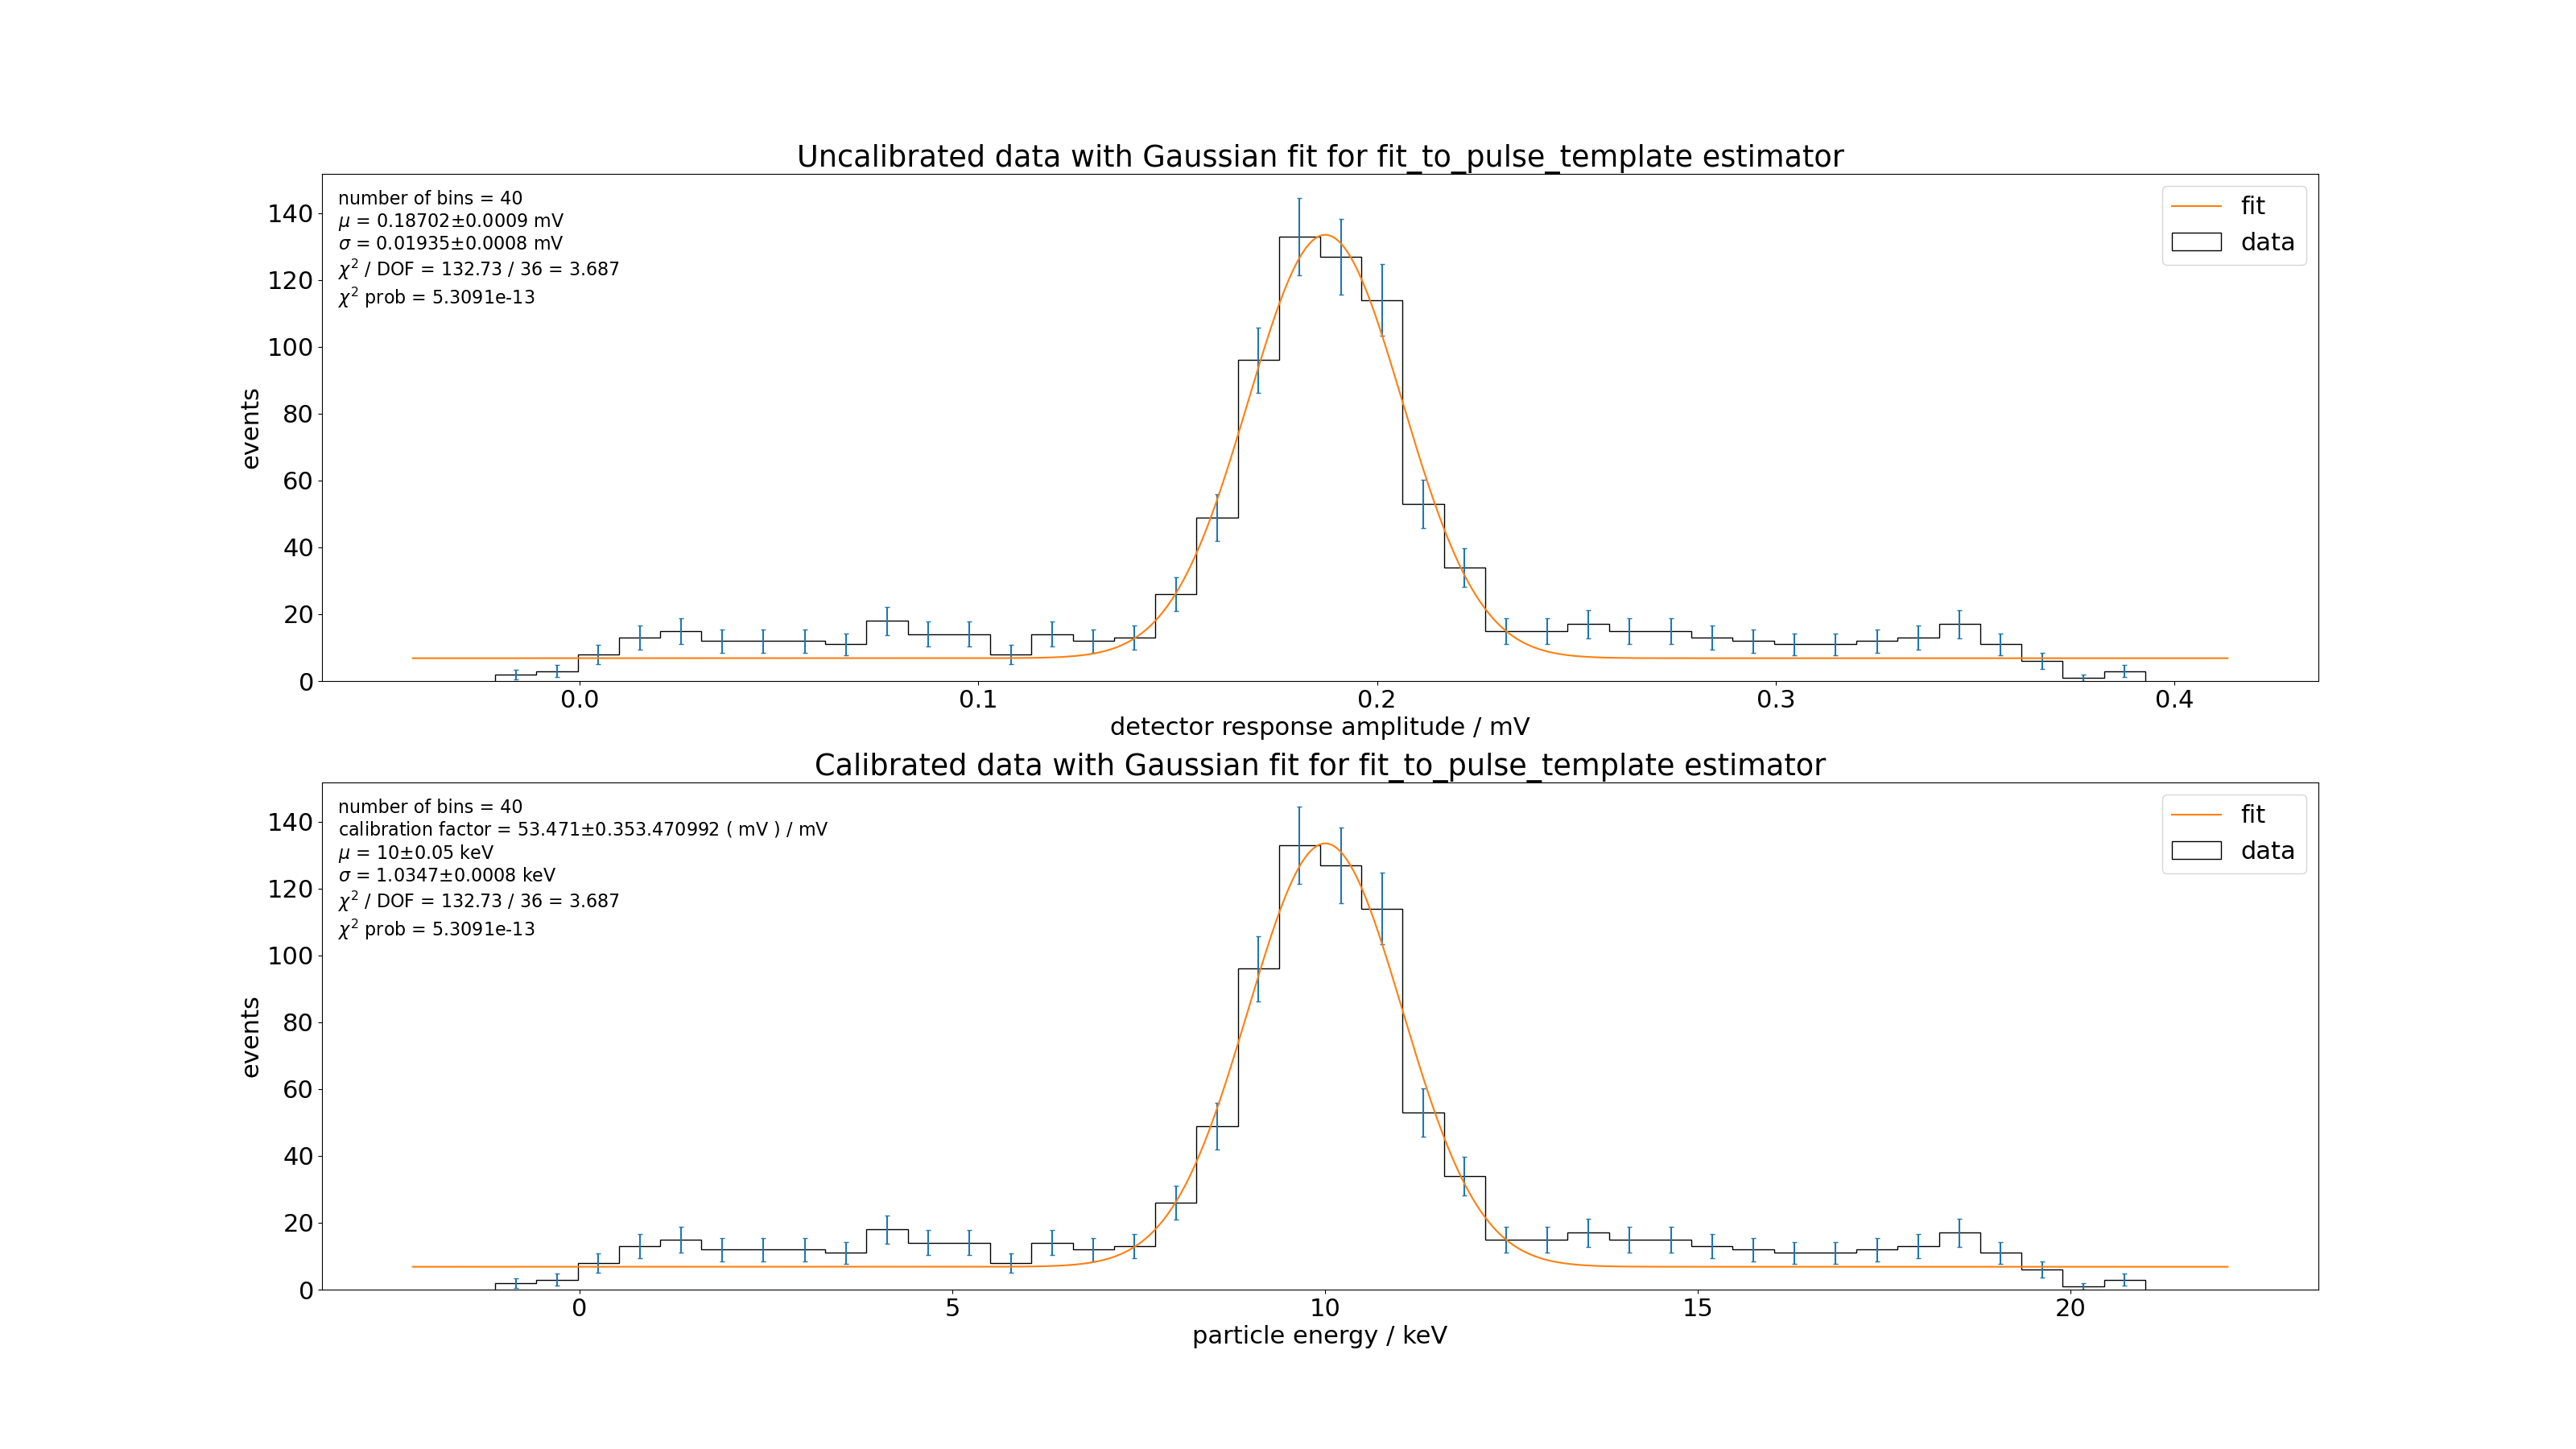 Uncalibrated data with Gaussian fit for fit_to_pulse_template estimator
number of bins = 40
μ = 0.18702±0.0009 mV
σ = 0.01935±0.0008 mV
χ² / DOF = 132.73 / 36 = 3.687
χ² prob = 5.3091e-13
fit
data
events
140
120
100
80
60
40
20
0
0.0 0.1 0.2 0.3 0.4
detector response amplitude / mV
Calibrated data with Gaussian fit for fit_to_pulse_template estimator
number of bins = 40
calibration factor = 53.471±0.353.470992 ( mV ) / mV
μ = 10±0.05 keV
σ = 1.0347±0.0008 keV
χ² / DOF = 132.73 / 36 = 3.687
χ² prob = 5.3091e-13
fit
data
events
140
120
100
80
60
40
20
0
0 5 10 15 20
particle energy / keV